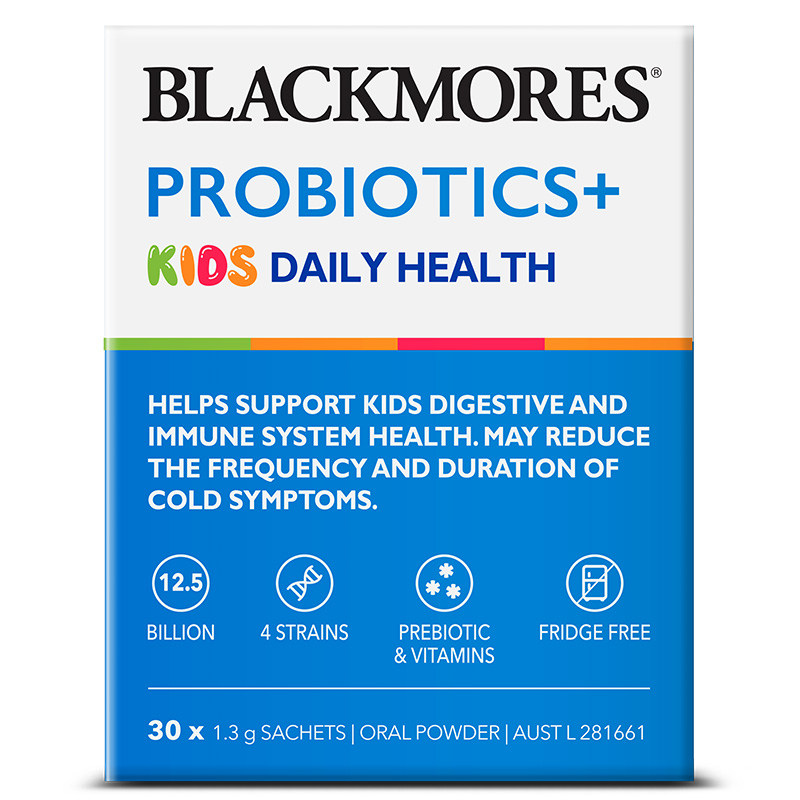 BLACKMORES®
PROBIOTICS+
KIDS DAILY HEALTH
HELPS SUPPORT KIDS DIGESTIVE AND
IMMUNE SYSTEM HEALTH. MAY REDUCE
THE FREQUENCY AND DURATION OF
COLD SYMPTOMS.
12.5
BILLION
4 STRAINS
PREBIOTIC
& VITAMINS
FRIDGE FREE
30 x 1.3 g SACHETS | ORAL POWDER | AUST L 281661